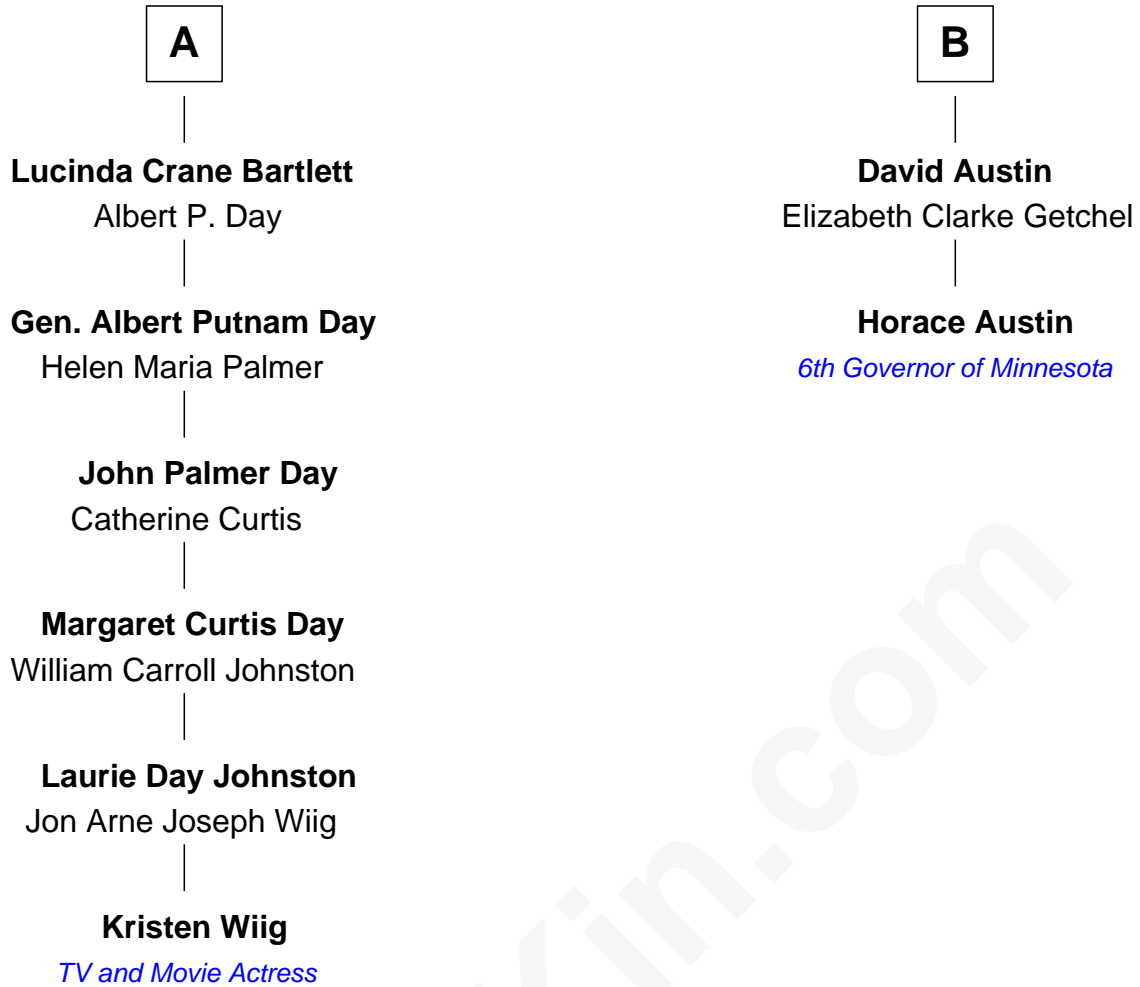 A
Lucinda Crane Bartlett
Albert P. Day
Gen. Albert Putnam Day
Helen Maria Palmer
John Palmer Day
Catherine Curtis
Margaret Curtis Day
William Carroll Johnston
Laurie Day Johnston
Jon Arne Joseph Wiig
Kristen Wiig
TV and Movie Actress
B
David Austin
Elizabeth Clarke Getchel
Horace Austin
6th Governor of Minnesota
Kin.com